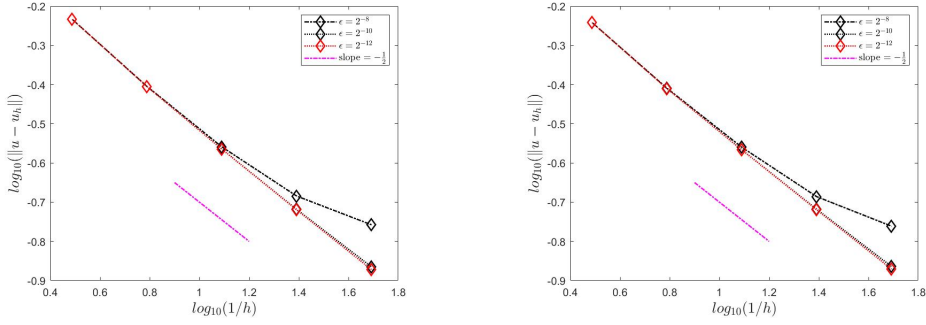 -0.2
-0.3
-0.4
-0.5
-0.6
-0.7
-0.8
-0.9
0.4 0.6 0.8 1.0 1.2 1.4 1.6 1.8
log₁₀(1/h)
log₁₀(‖u − u_h‖)
ϵ = 2⁻⁸
ϵ = 2⁻¹⁰
ϵ = 2⁻¹²
slope = −½
-0.2
-0.3
-0.4
-0.5
-0.6
-0.7
-0.8
-0.9
0.4 0.6 0.8 1.0 1.2 1.4 1.6 1.8
log₁₀(1/h)
log₁₀(‖u − u_h‖)
ϵ = 2⁻⁸
ϵ = 2⁻¹⁰
ϵ = 2⁻¹²
slope = −½